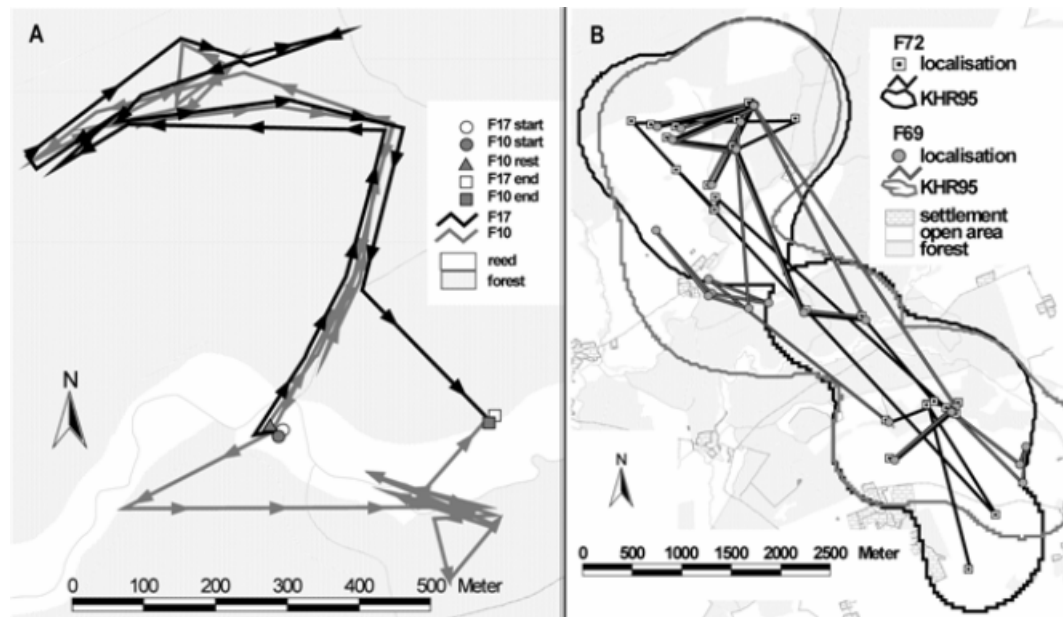 A
F17 start
F10 start
F10 rest
F17 end
F10 end
F17
F10
reed
forest
N
0 100 200 300 400 500 Meter
B
F72
localisation
KHR95
F69
localisation
KHR95
settlement
open area
forest
N
0 500 1000 1500 2000 2500 Meter